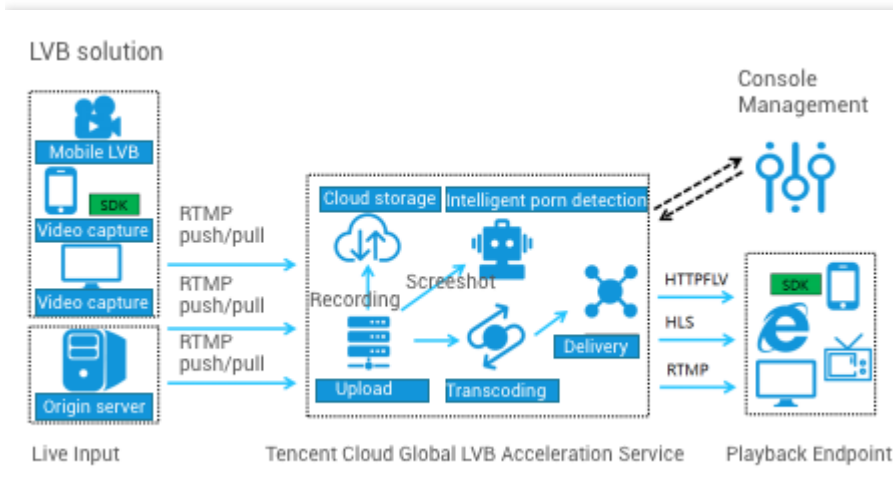 LVB solution
Mobile LVB
SDK
Video capture
Video capture
Origin server
Live Input
RTMP
push/pull
RTMP
push/pull
RTMP
push/pull
Cloud storage
Intelligent porn detection
Screenshot
Recording
Upload
Transcoding
Delivery
Tencent Cloud Global LVB Acceleration Service
Console
Management
HTTPFLV
HLS
RTMP
SDK
Playback Endpoint